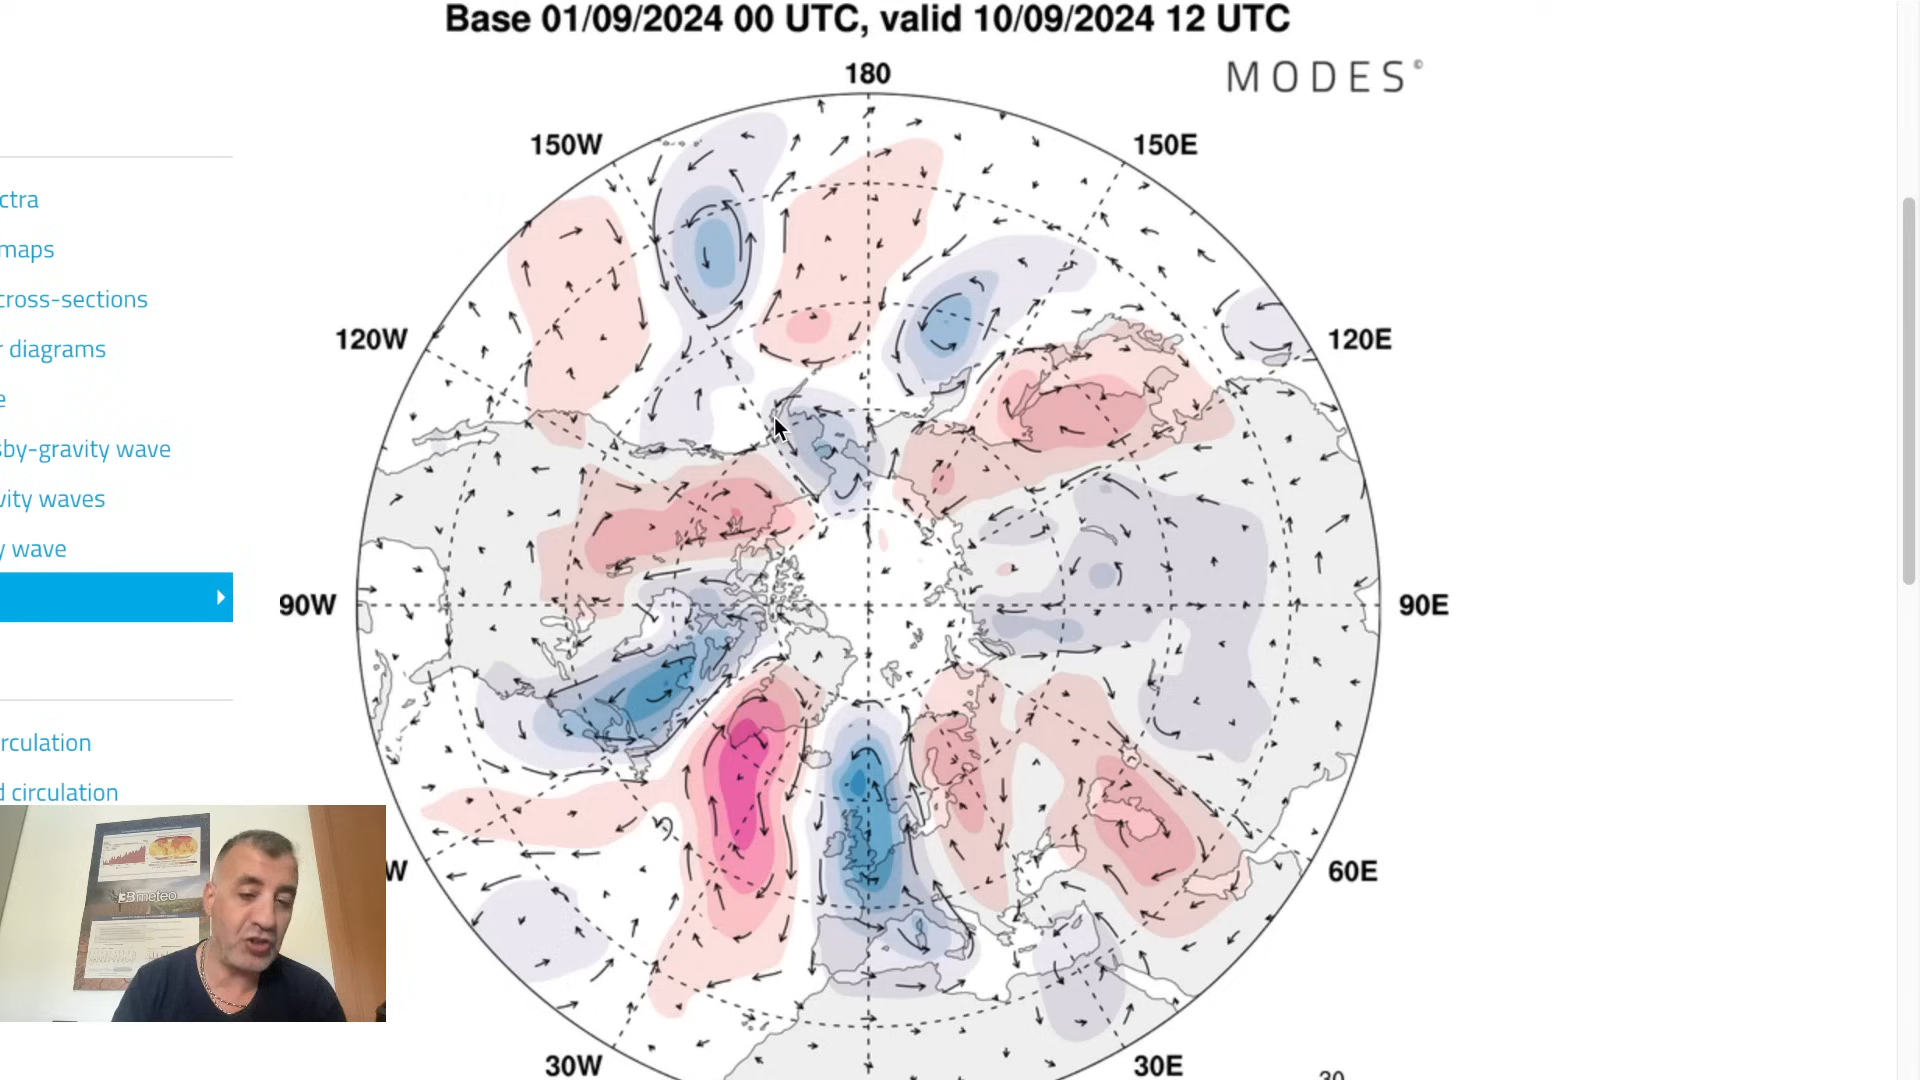 Base 01/09/2024 00 UTC, valid 10/09/2024 12 UTC
MODES©
180
150W
150E
120W
120E
90W
90E
W
60E
30W
30E
30
ctra
maps
cross-sections
r diagrams
e
sby-gravity wave
vity waves
y wave
rculation
d circulation
3Bmeteo